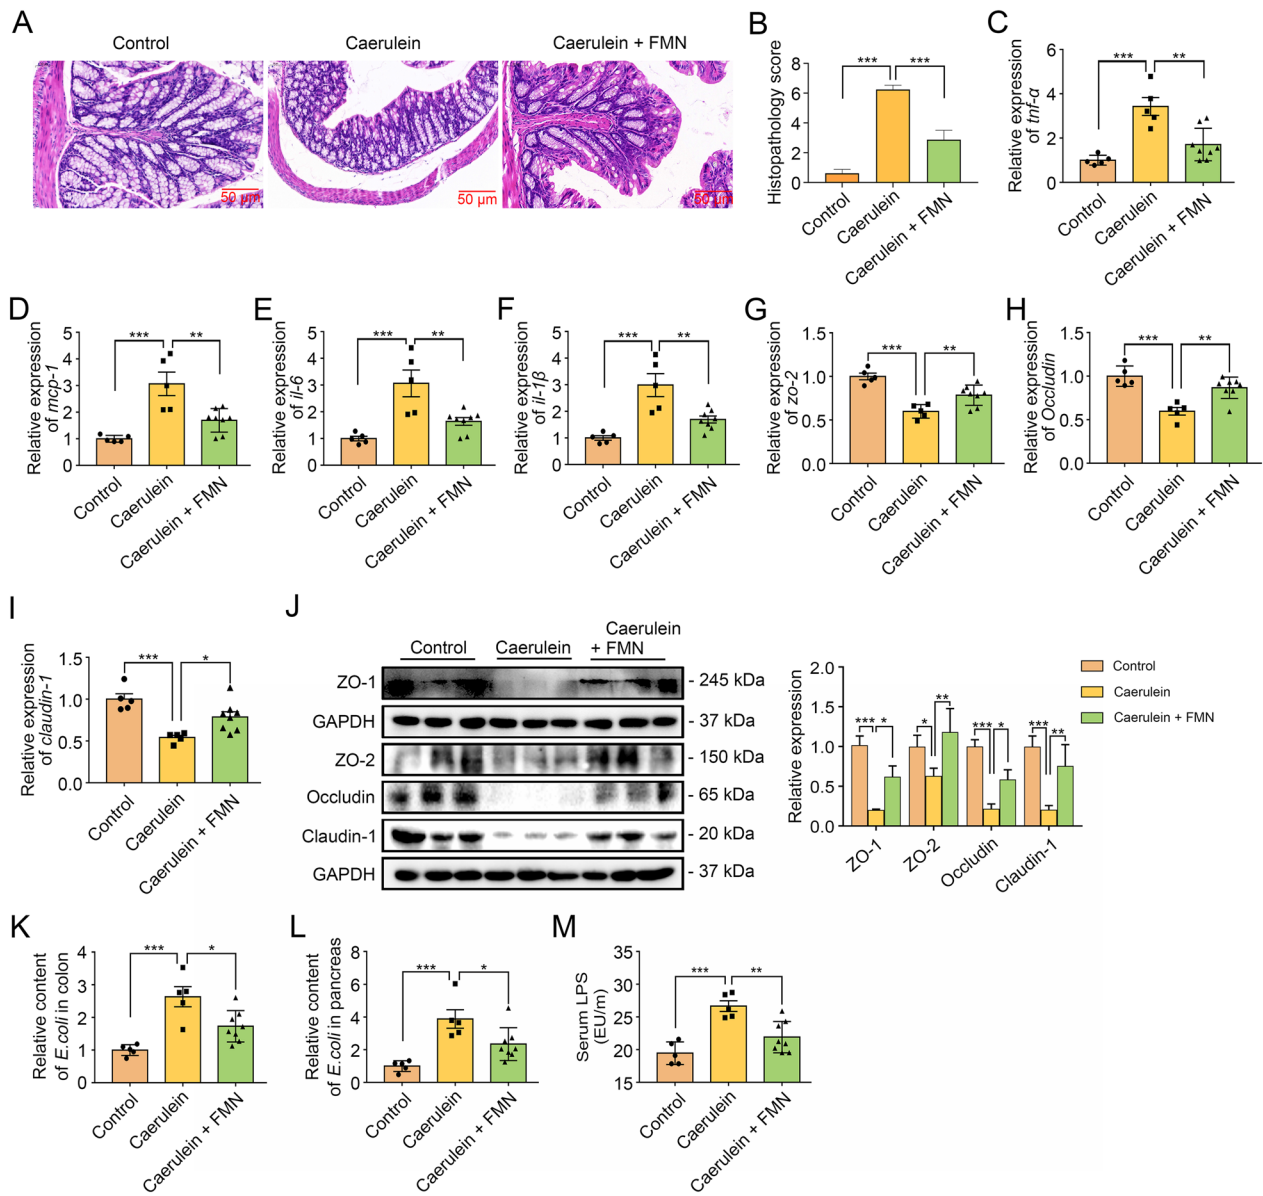 A
Control
Caerulein
Caerulein + FMN
50 μm
50 μm
50 μm
B
Histopathology score
8
6
4
2
0
***
***
Control
Caerulein
Caerulein + FMN
C
Relative expression
of tnf-α
6
4
2
0
***
**
Control
Caerulein
Caerulein + FMN
D
Relative expression
of mcp-1
5
4
3
2
1
0
***
**
Control
Caerulein
Caerulein + FMN
E
Relative expression
of il-6
5
4
3
2
1
0
***
**
Control
Caerulein
Caerulein + FMN
F
Relative expression
of il-1β
5
4
3
2
1
0
***
**
Control
Caerulein
Caerulein + FMN
G
Relative expression
of zo-2
1.5
1.0
0.5
0.0
***
**
Control
Caerulein
Caerulein + FMN
H
Relative expression
of Occludin
1.5
1.0
0.5
0.0
***
**
Control
Caerulein
Caerulein + FMN
I
Relative expression
of claudin-1
1.5
1.0
0.5
0.0
***
*
Control
Caerulein
Caerulein + FMN
J
Control
Caerulein
Caerulein
+ FMN
ZO-1
- 245 kDa
GAPDH
- 37 kDa
ZO-2
- 150 kDa
Occludin
- 65 kDa
Claudin-1
- 20 kDa
GAPDH
- 37 kDa
Relative expression
2.0
1.5
1.0
0.5
0.0
***
*
*
**
***
*
***
**
ZO-1
ZO-2
Occludin
Claudin-1
Control
Caerulein
Caerulein + FMN
K
Relative content
of E.coli in colon
4
3
2
1
0
***
*
Control
Caerulein
Caerulein + FMN
L
Relative content
of E.coli in pancreas
8
6
4
2
0
***
*
Control
Caerulein
Caerulein + FMN
M
Serum LPS
(EU/m)
35
30
25
20
15
***
**
Control
Caerulein
Caerulein + FMN